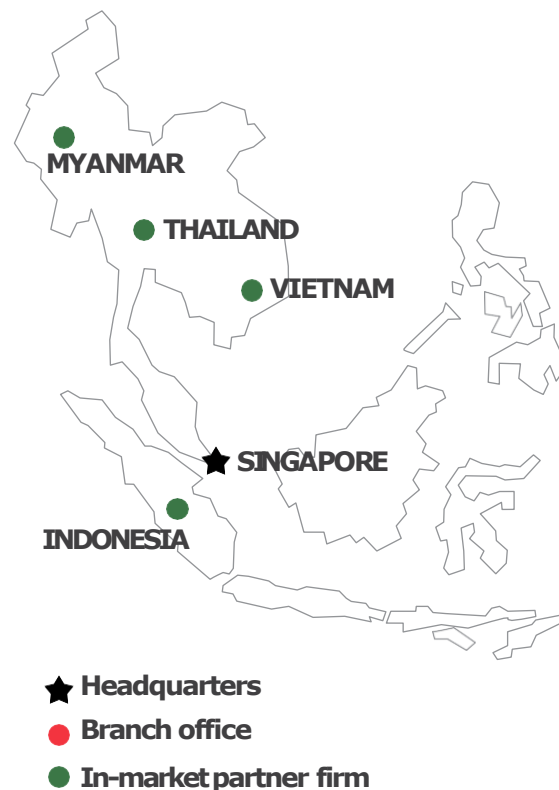 MYANMAR
THAILAND
VIETNAM
SINGAPORE
INDONESIA
Headquarters
Branch office
In-market partner firm